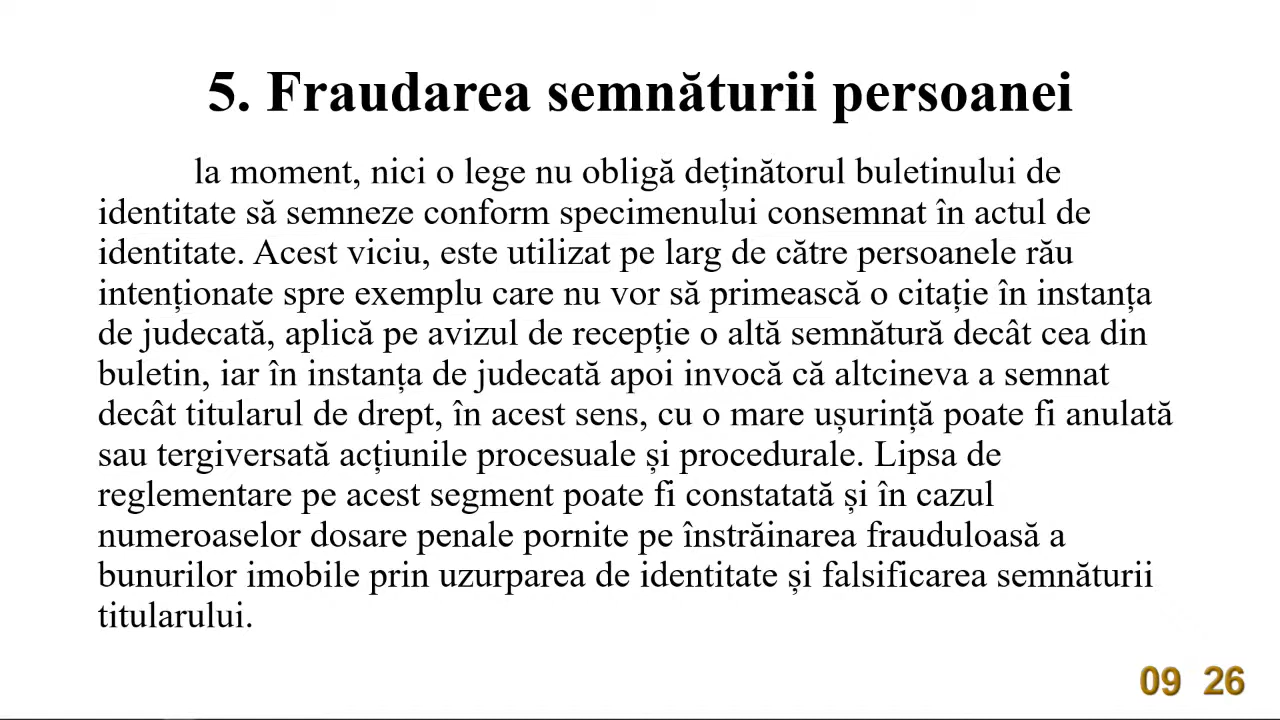 5. Fraudarea semnăturii persoanei
la moment, nici o lege nu obligă deținătorul buletinului de
identitate să semneze conform specimenului consemnat în actul de
identitate. Acest viciu, este utilizat pe larg de către persoanele rău
intenționate spre exemplu care nu vor să primească o citație în instanța
de judecată, aplică pe avizul de recepție o altă semnătură decât cea din
buletin, iar în instanța de judecată apoi invocă că altcineva a semnat
decât titularul de drept, în acest sens, cu o mare ușurință poate fi anulată
sau tergiversată acțiunile procesuale și procedurale. Lipsa de
reglementare pe acest segment poate fi constatată și în cazul
numeroaselor dosare penale pornite pe înstrăinarea frauduloasă a
bunurilor imobile prin uzurparea de identitate și falsificarea semnăturii
titularului.
09 26